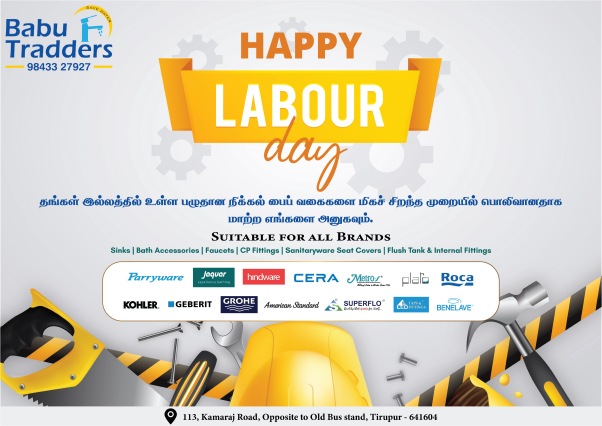 Babu
Tradders
98433 27927
HAPPY
LABOUR
day
தங்கள் இல்லத்தில் உள்ள பழுதான நிக்கல் பைப் வகைகளை மிகச் சிறந்த முறையில் பொலிவானதாக
மாற்ற எங்களை அனுகவும்.
SUITABLE FOR ALL BRANDS
Sinks | Bath Accessories | Faucets | CP Fittings | Sanitaryware Seat Covers | Flush Tank & Internal Fittings
Parryware Jaquar hindware CERA Metro plato Roca
KOHLER GEBERIT GROHE American Standard SUPERFLO BENELAVE
113, Kamaraj Road, Opposite to Old Bus stand, Tirupur - 641604